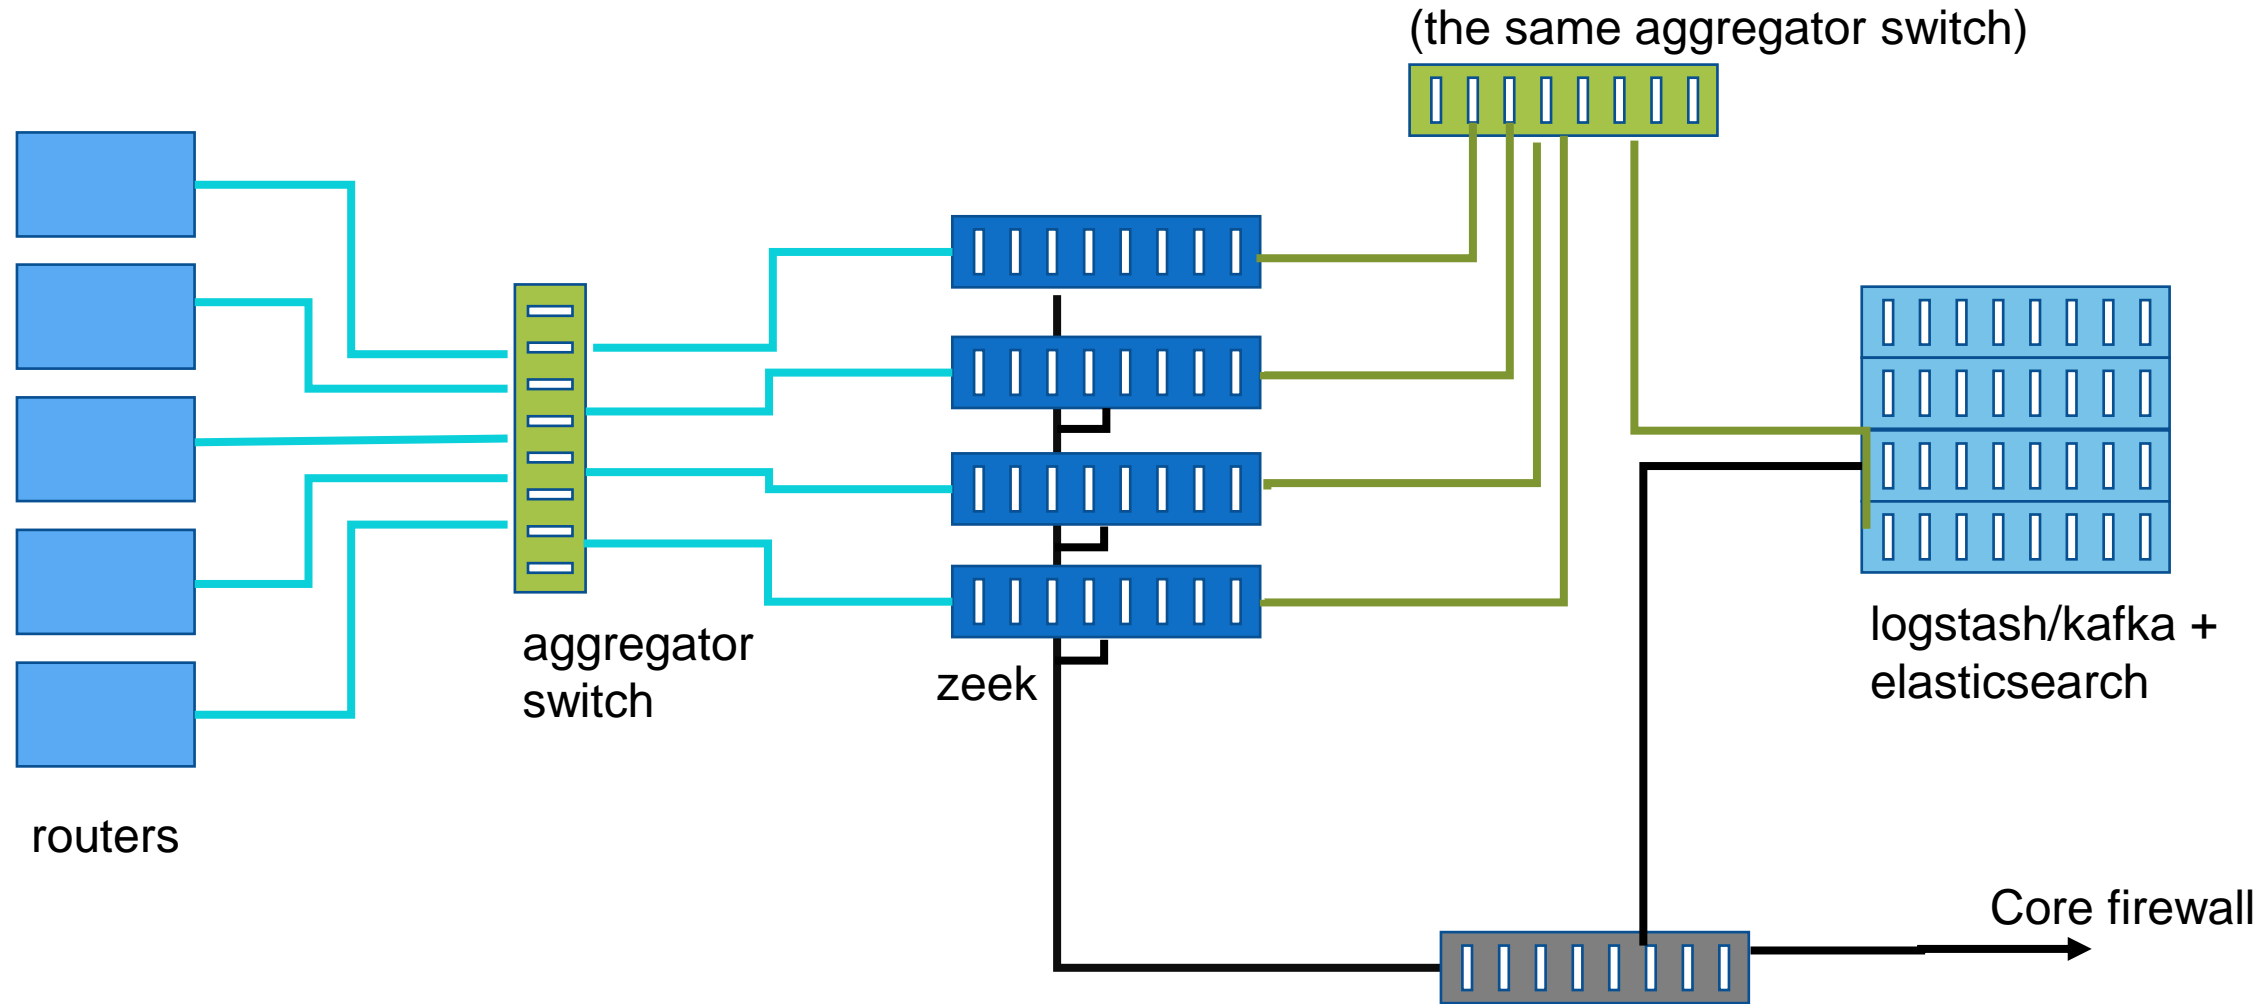 (the same aggregator switch)
aggregator
switch
zeek
logstash/kafka +
elasticsearch
routers
Core firewall